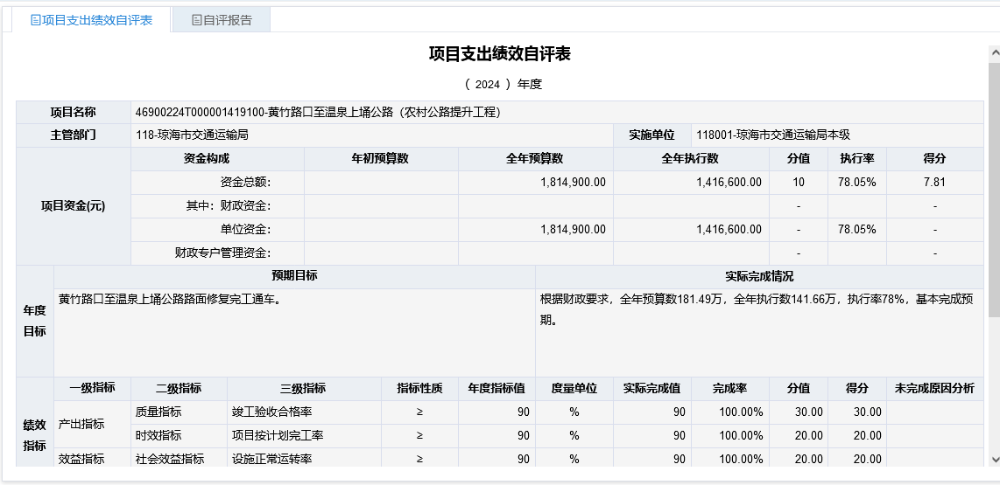 项目支出绩效自评表 自评报告
项目支出绩效自评表
( 2024 ) 年度
项目名称 46900224T000001419100-黄竹路口至温泉上埇公路（农村公路提升工程）
主管部门 118-琼海市交通运输局 实施单位 118001-琼海市交通运输局本级
项目资金(元) 资金构成 年初预算数 全年预算数 全年执行数 分值 执行率 得分
资金总额： 1,814,900.00 1,416,600.00 10 78.05% 7.81
其中：财政资金： - -
单位资金： 1,814,900.00 1,416,600.00 - 78.05% -
财政专户管理资金： - -
年度目标 预期目标 实际完成情况
黄竹路口至温泉上埇公路路面修复完工通车。 根据财政要求，全年预算数181.49万，全年执行数141.66万，执行率78%，基本完成预
期。
绩效指标 一级指标 二级指标 三级指标 指标性质 年度指标值 度量单位 实际完成值 完成率 分值 得分 未完成原因分析
产出指标 质量指标 竣工验收合格率 ≥ 90 % 90 100.00% 30.00 30.00
时效指标 项目按计划完工率 ≥ 90 % 90 100.00% 20.00 20.00
效益指标 社会效益指标 设施正常运转率 ≥ 90 % 90 100.00% 20.00 20.00